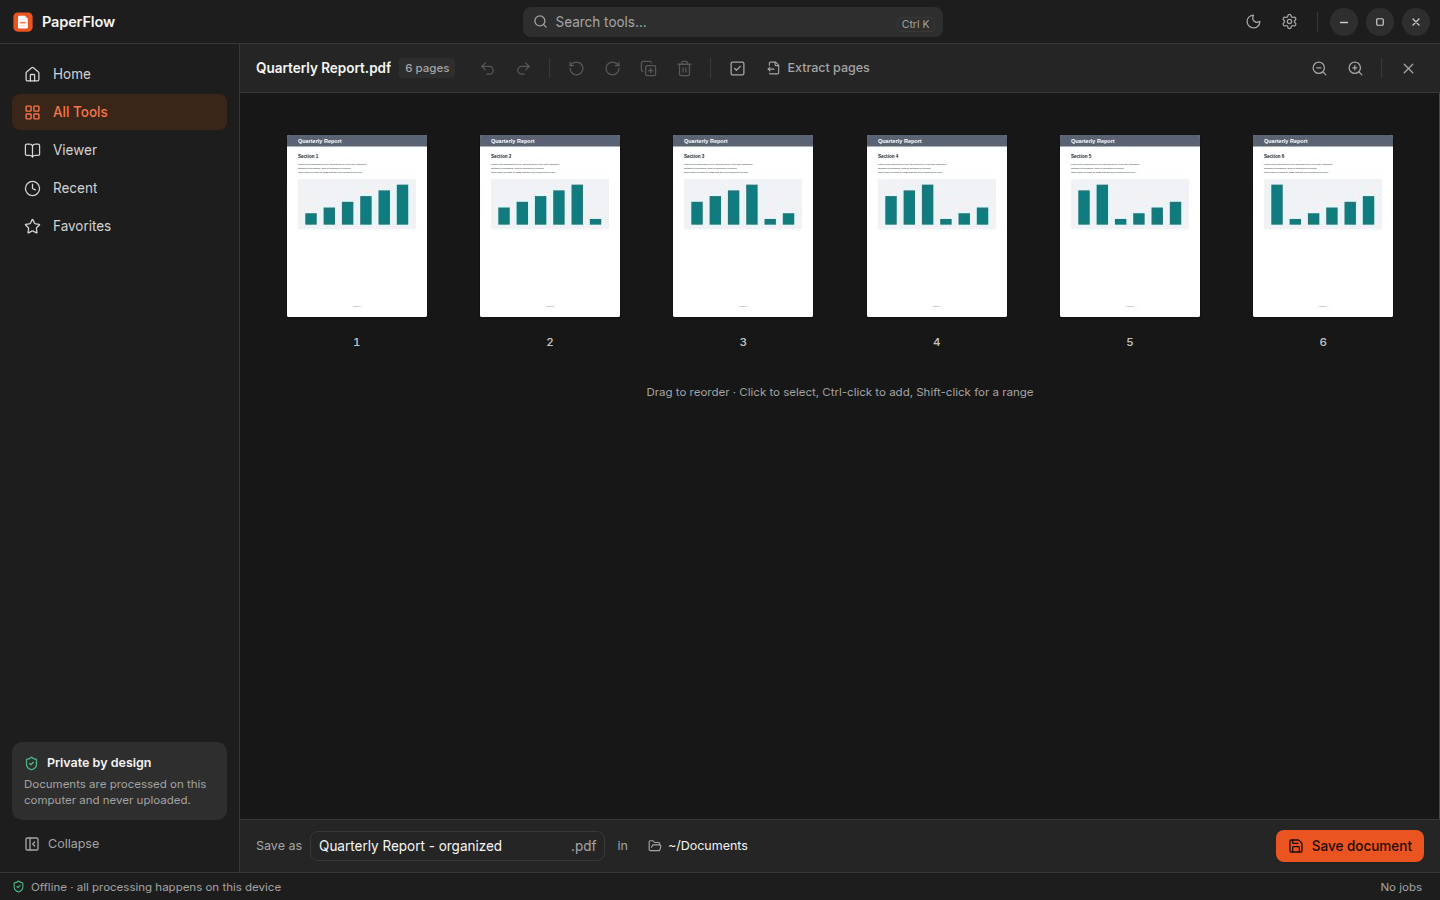 PaperFlow
Search tools...
Ctrl K
Home
All Tools
Viewer
Recent
Favorites
Quarterly Report.pdf
6 pages
Extract pages
Quarterly Report
Section 1
1
Quarterly Report
Section 2
2
Quarterly Report
Section 3
3
Quarterly Report
Section 4
4
Quarterly Report
Section 5
5
Quarterly Report
Section 6
6
Drag to reorder · Click to select, Ctrl-click to add, Shift-click for a range
Private by design
Documents are processed on this
computer and never uploaded.
Collapse
Save as
Quarterly Report - organized
.pdf
in
~/Documents
Save document
Offline · all processing happens on this device
No jobs